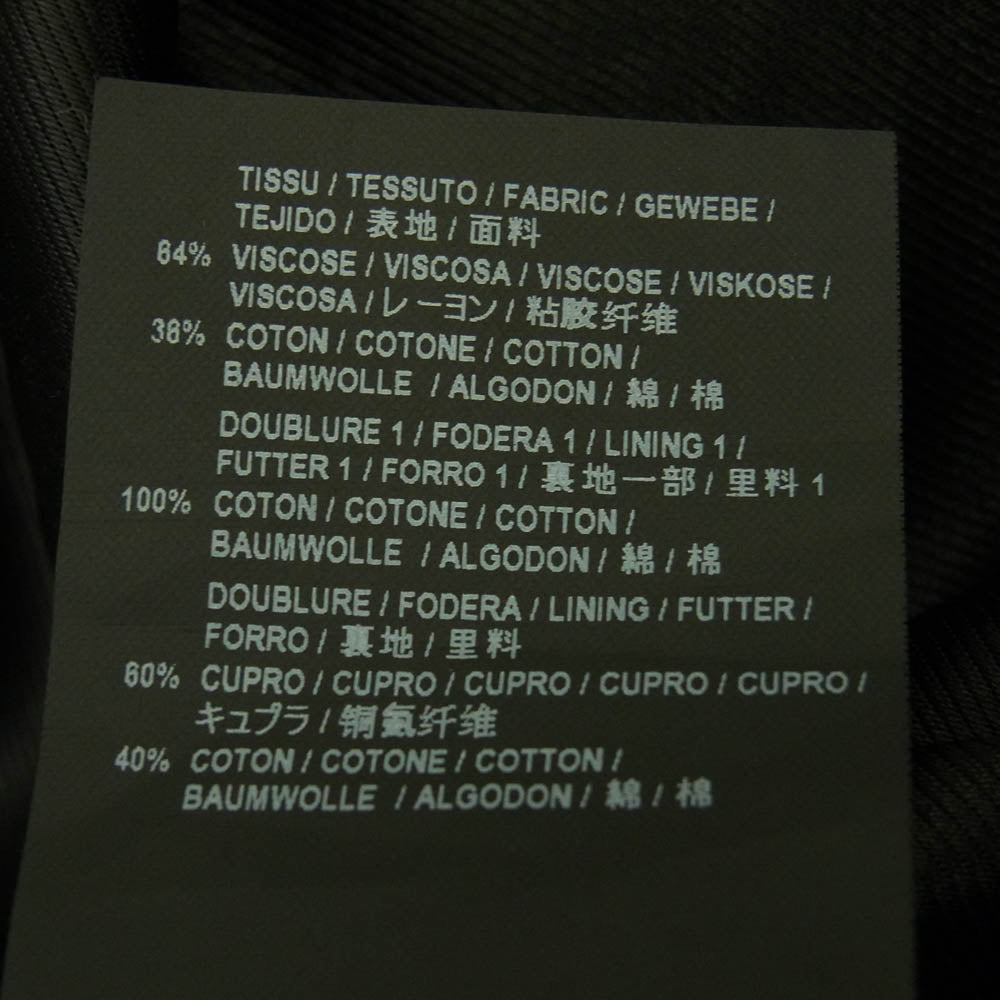 TISSU / TESSUTO / FABRIC / GEWEBE /
TEJIDO / 表地 / 面料
64% VISCOSE / VISCOSA / VISCOSE / VISKOSE /
VISCOSA / レーヨン / 粘胶纤维
36% COTON / COTONE / COTTON /
BAUMWOLLE / ALGODON / 綿 / 棉
DOUBLURE 1 / FODERA 1 / LINING 1 /
FUTTER 1 / FORRO 1 / 裏地一部 / 里料 1
100% COTON / COTONE / COTTON /
BAUMWOLLE / ALGODON / 綿 / 棉
DOUBLURE / FODERA / LINING / FUTTER /
FORRO / 裏地 / 里料
60% CUPRO / CUPRO / CUPRO / CUPRO / CUPRO /
キュプラ / 铜氨纤维
40% COTON / COTONE / COTTON /
BAUMWOLLE / ALGODON / 綿 / 棉